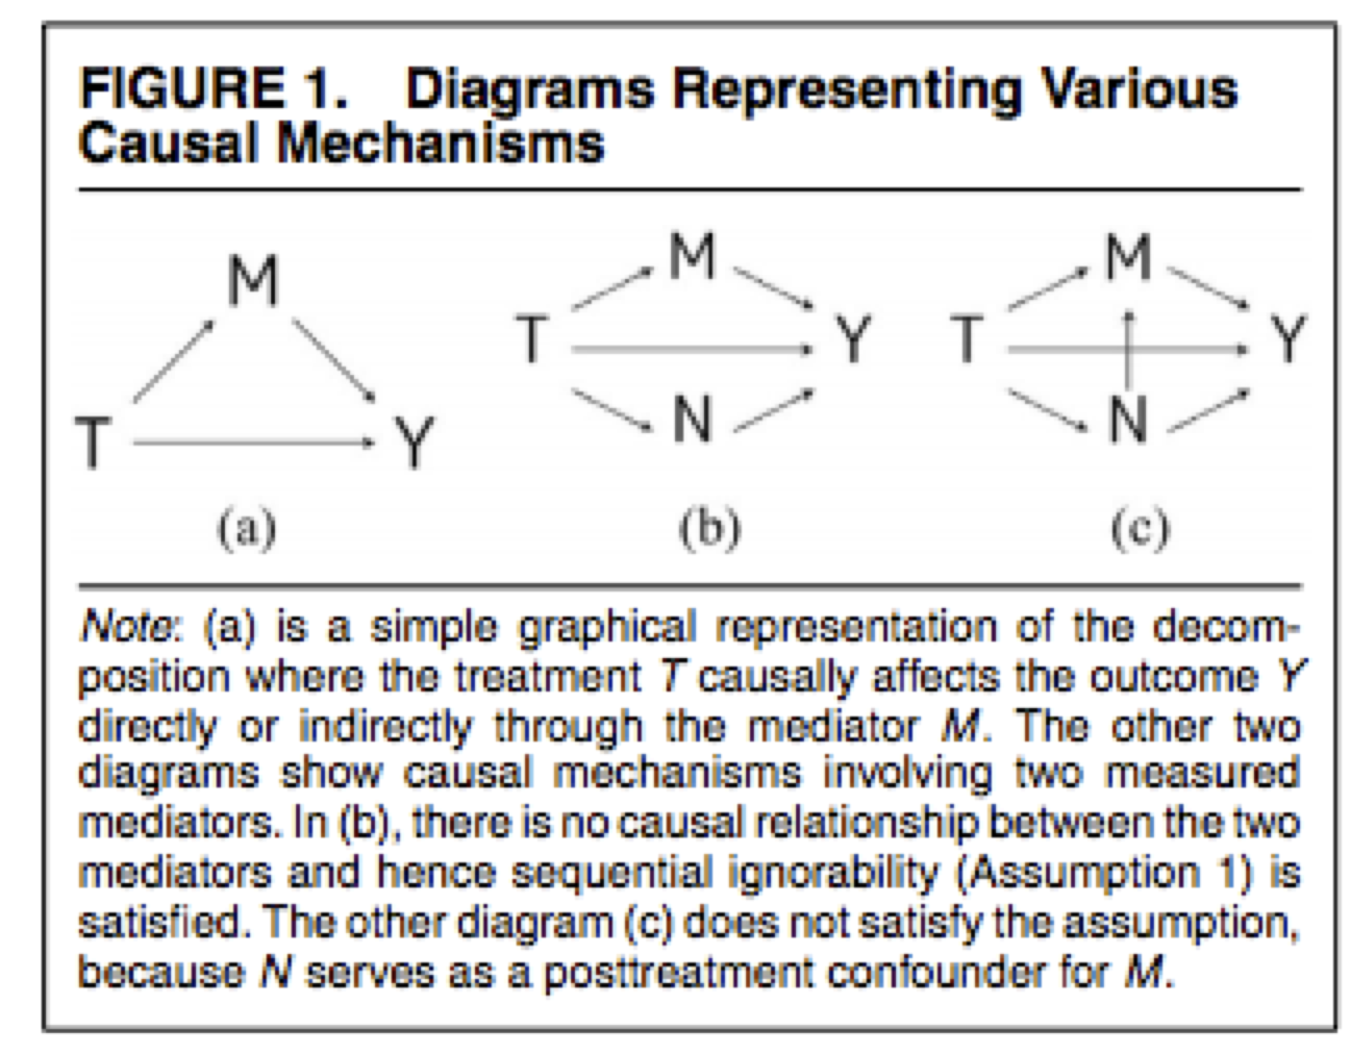 FIGURE 1. Diagrams Representing Various
Causal Mechanisms
M
T
Y
(a)
M
T
Y
N
(b)
M
T
Y
N
(c)
Note: (a) is a simple graphical representation of the decom-
position where the treatment T causally affects the outcome Y
directly or indirectly through the mediator M. The other two
diagrams show causal mechanisms involving two measured
mediators. In (b), there is no causal relationship between the two
mediators and hence sequential ignorability (Assumption 1) is
satisfied. The other diagram (c) does not satisfy the assumption,
because N serves as a posttreatment confounder for M.